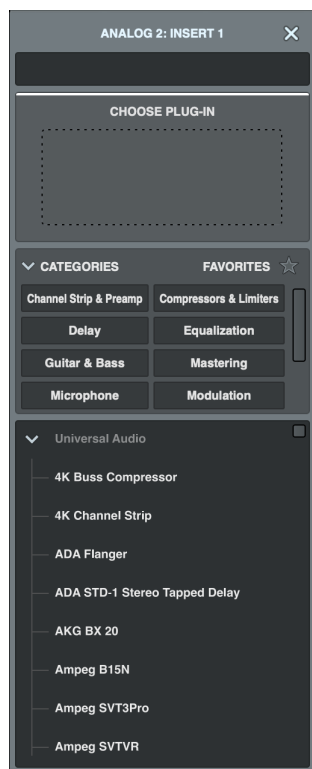 ANALOG 2: INSERT 1
CHOOSE PLUG-IN
CATEGORIES FAVORITES
Channel Strip & Preamp Compressors & Limiters
Delay Equalization
Guitar & Bass Mastering
Microphone Modulation
Universal Audio
4K Buss Compressor
4K Channel Strip
ADA Flanger
ADA STD-1 Stereo Tapped Delay
AKG BX 20
Ampeg B15N
Ampeg SVT3Pro
Ampeg SVTVR